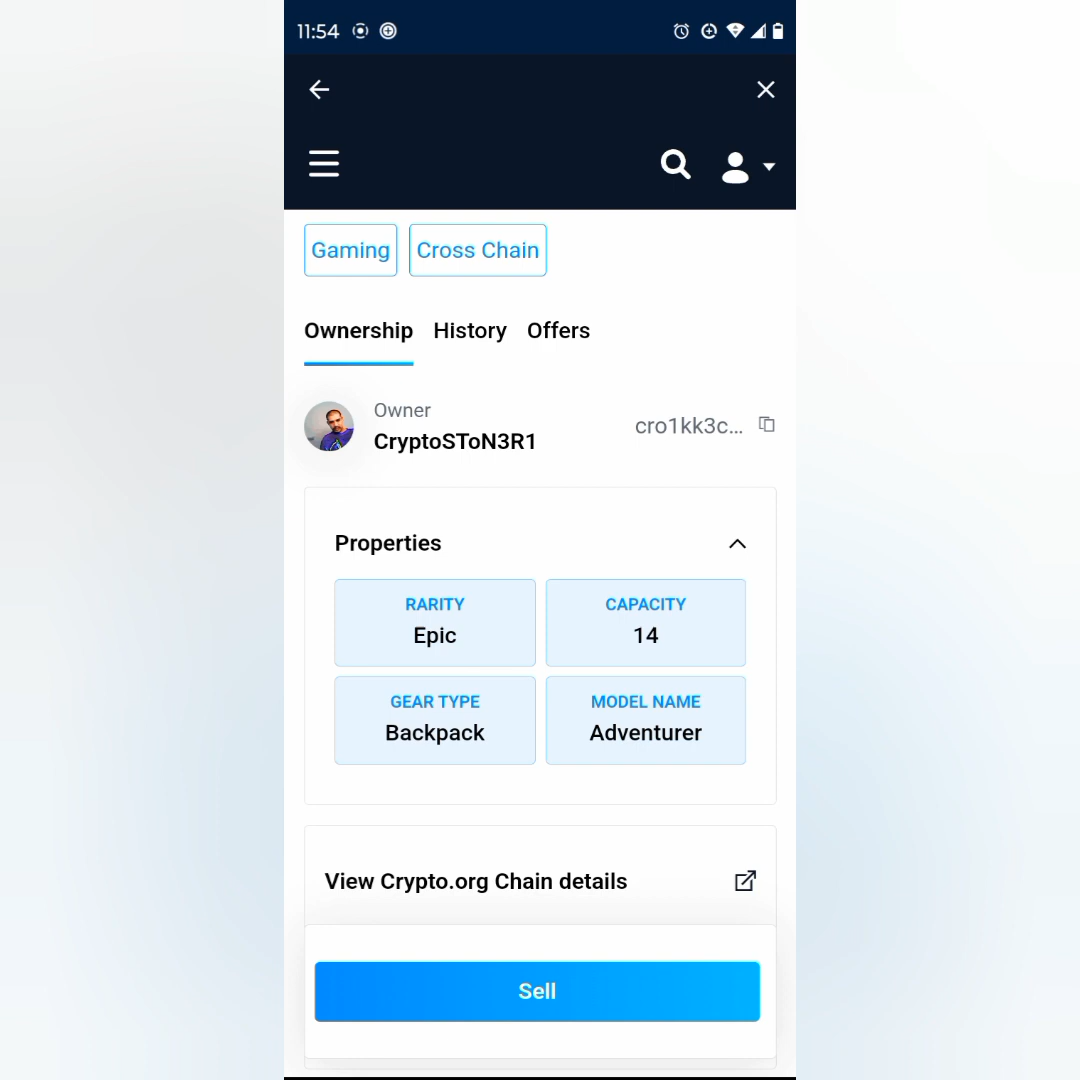 11:54
Gaming Cross Chain
Ownership History Offers
Owner
CryptoSToN3R1
cro1kk3c...
Properties
RARITY
Epic
CAPACITY
14
GEAR TYPE
Backpack
MODEL NAME
Adventurer
View Crypto.org Chain details
Sell